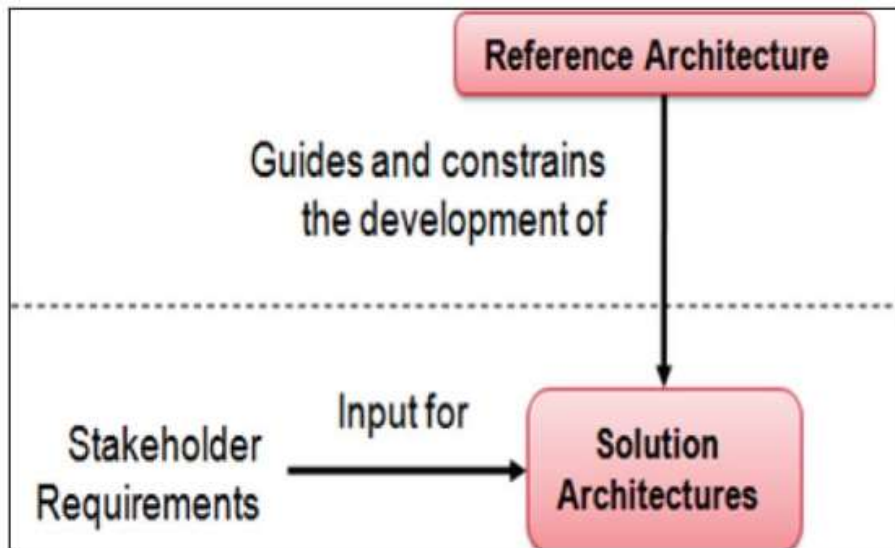 Reference Architecture
Guides and constrains
the development of
Input for
Stakeholder
Requirements
Solution
Architectures